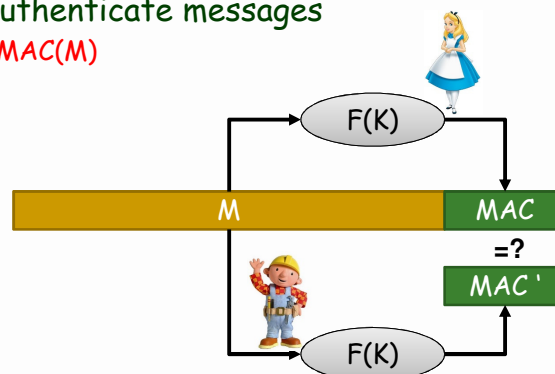 uthenticate messages
MAC(M)
F(K)
M
MAC
=?
MAC '
F(K)